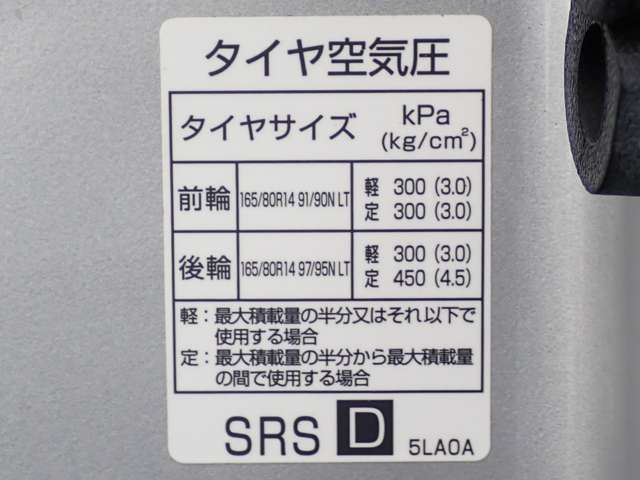 タイヤ空気圧
タイヤサイズ kPa (kg/cm²)
前輪 165/80R14 91/90N LT 軽 300 (3.0)
定 300 (3.0)
後輪 165/80R14 97/95N LT 軽 300 (3.0)
定 450 (4.5)
軽：最大積載量の半分又はそれ以下で
使用する場合
定：最大積載量の半分から最大積載量
の間で使用する場合
SRS D 5LA0A